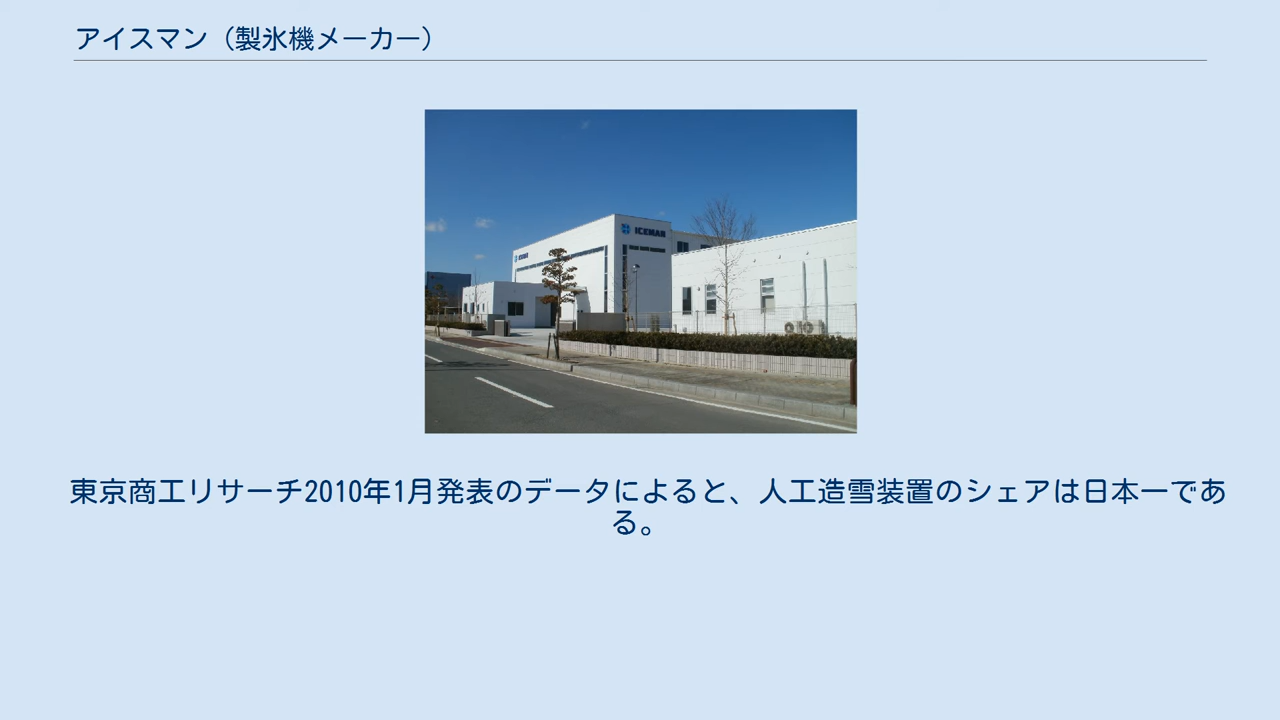 アイスマン（製氷機メーカー）
ICEMAN
ICEMAN
東京商工リサーチ2010年1月発表のデータによると、人工造雪装置のシェアは日本一であ
る。